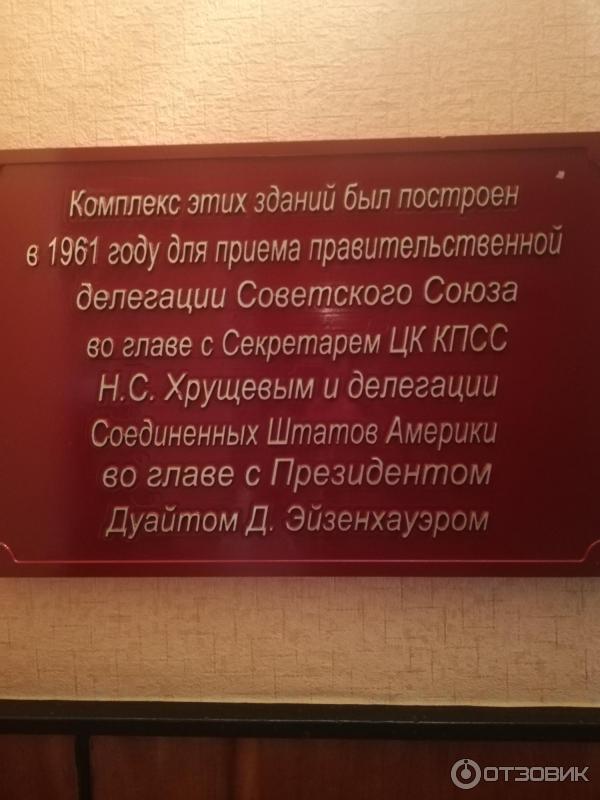 Комплекс этих зданий был построен
в 1961 году для приема правительственной
делегации Советского Союза
во главе с Секретарем ЦК КПСС
Н.С. Хрущевым и делегации
Соединенных Штатов Америки
во главе с Президентом
Дуайтом Д. Эйзенхауэром
ОТЗОВИК